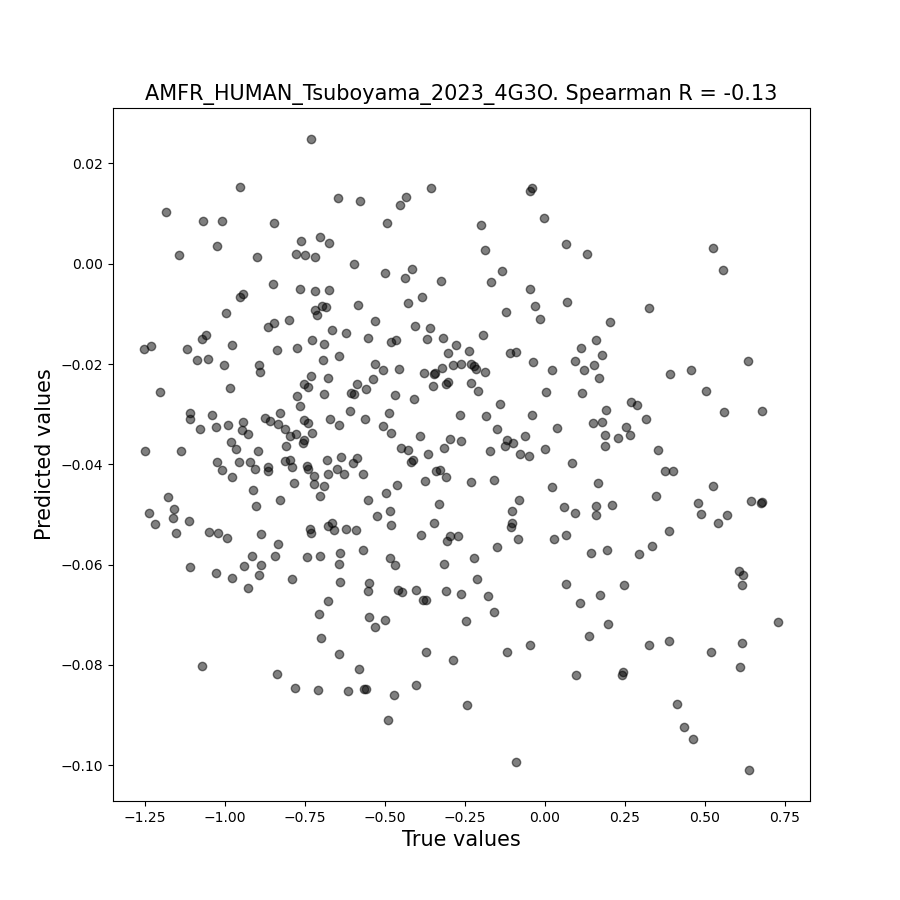 AMFR_HUMAN_Tsuboyama_2023_4G3O. Spearman R = -0.13
0.02
0.00
−0.02
−0.04
−0.06
−0.08
−0.10
Predicted values
−1.25 −1.00 −0.75 −0.50 −0.25 0.00 0.25 0.50 0.75
True values